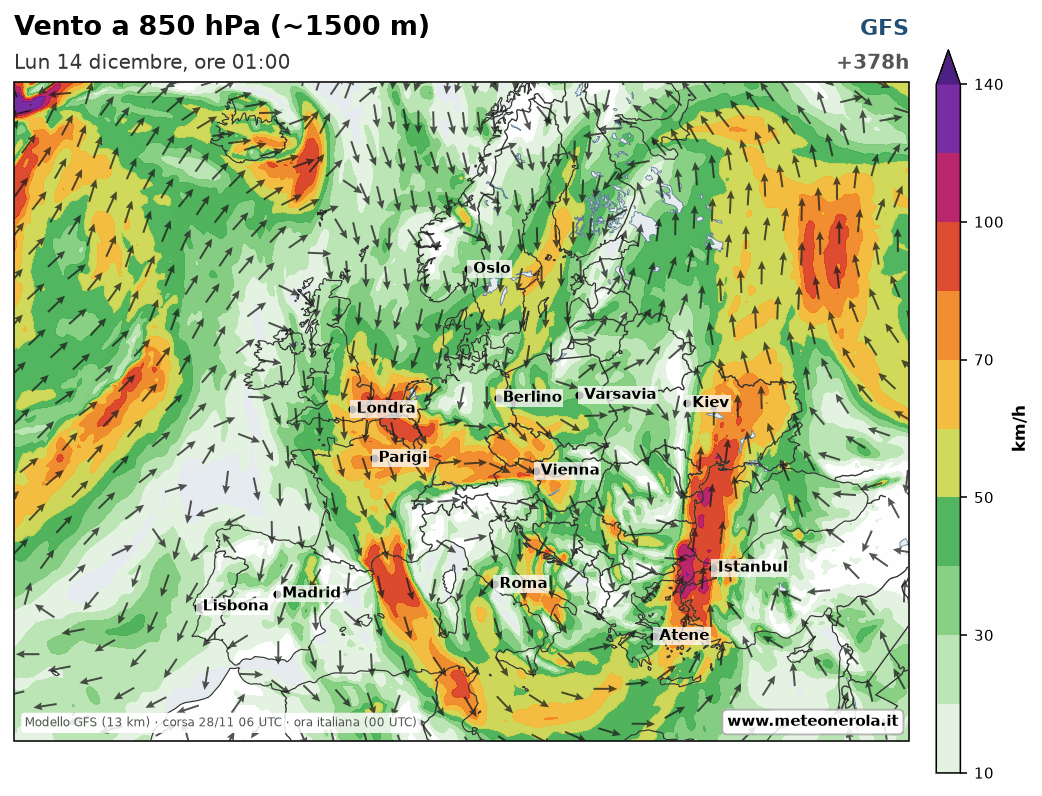 Vento a 850 hPa (~1500 m)
GFS
Lun 14 dicembre, ore 01:00
+378h
140
100
70
50
30
10
km/h
Oslo
Londra
Berlino
Varsavia
Kiev
Parigi
Vienna
Istanbul
Roma
Madrid
Lisbona
Atene
Modello GFS (13 km) · corsa 28/11 06 UTC · ora italiana (00 UTC)
www.meteonerola.it